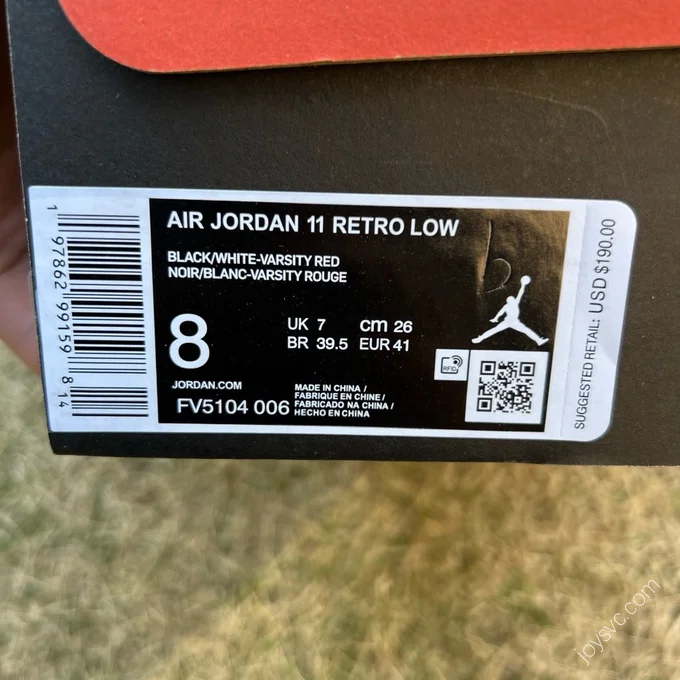 AIR JORDAN 11 RETRO LOW
BLACK/WHITE-VARSITY RED
NOIR/BLANC-VARSITY ROUGE
8
UK 7 cm 26
BR 39.5 EUR 41
JORDAN.COM
FV5104 006
MADE IN CHINA /
FABRIQUE EN CHINE /
FABRICADO NA CHINA /
HECHO EN CHINA
RFID
1 97862 99159 8 14
SUGGESTED RETAIL: USD $190.00
joysvc.com